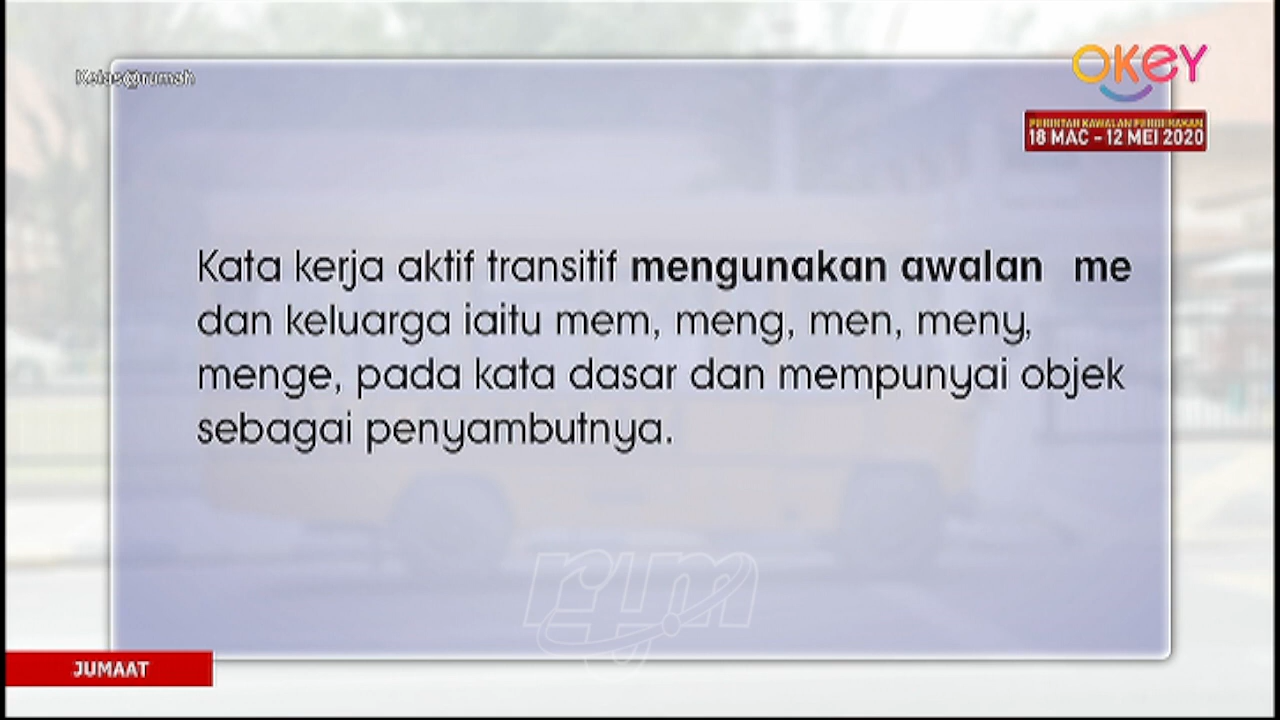 Kelas@rumah
OKEY
PERINTAH KAWALAN PERGERAKAN
18 MAC - 12 MEI 2020
Kata kerja aktif transitif mengunakan awalan me
dan keluarga iaitu mem, meng, men, meny,
menge, pada kata dasar dan mempunyai objek
sebagai penyambutnya.
rtm
JUMAAT